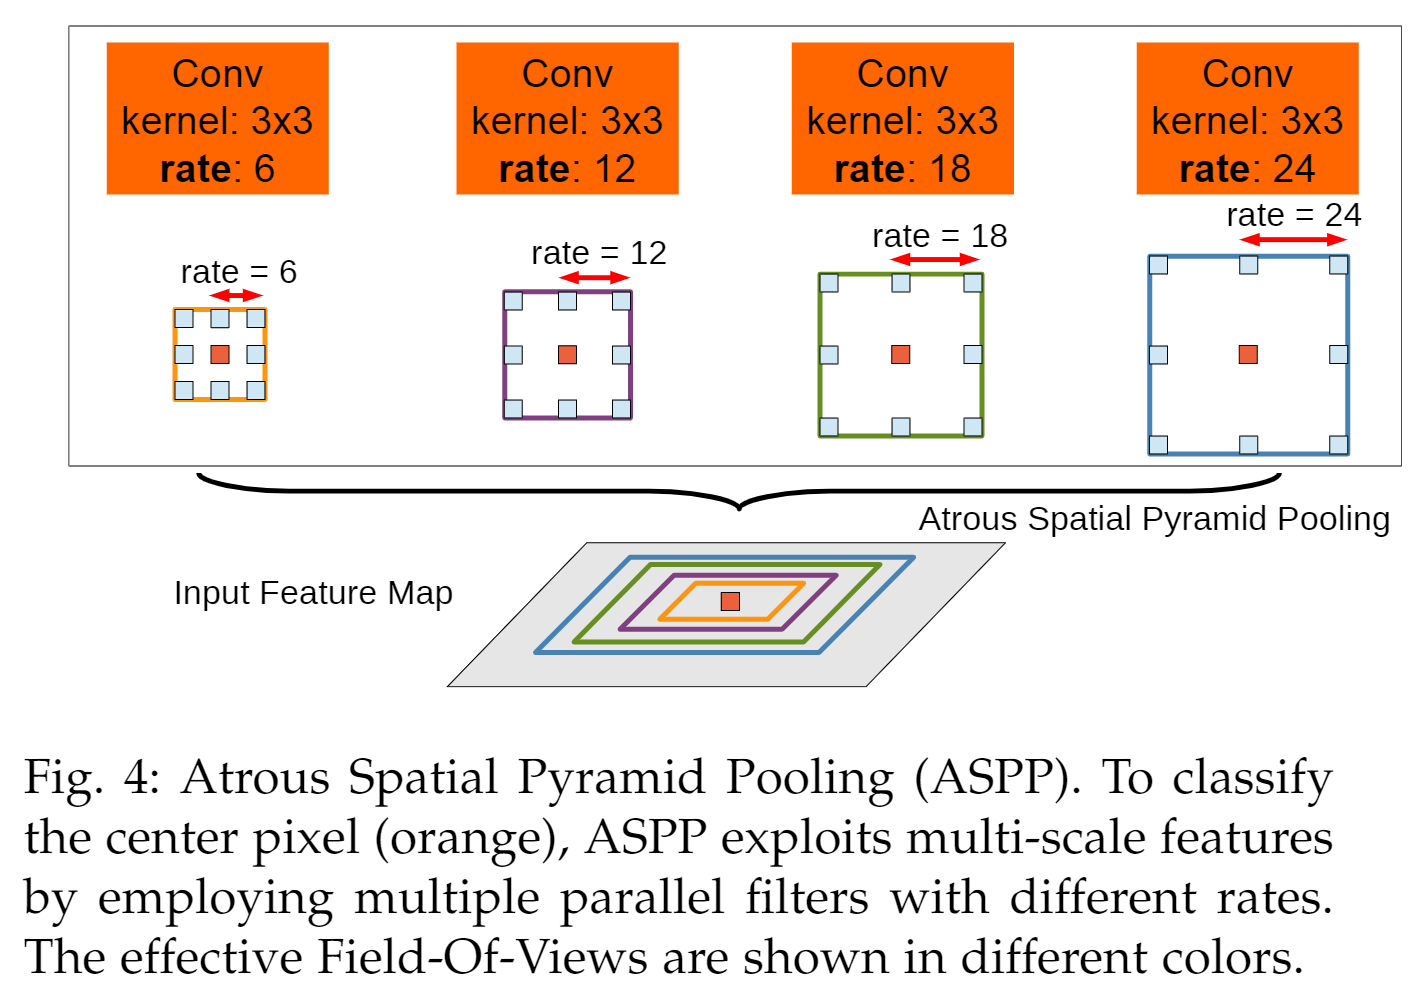 Conv
kernel: 3x3
rate: 6
Conv
kernel: 3x3
rate: 12
Conv
kernel: 3x3
rate: 18
Conv
kernel: 3x3
rate: 24
rate = 6
rate = 12
rate = 18
rate = 24
Atrous Spatial Pyramid Pooling
Input Feature Map
Fig. 4: Atrous Spatial Pyramid Pooling (ASPP). To classify
the center pixel (orange), ASPP exploits multi-scale features
by employing multiple parallel filters with different rates.
The effective Field-Of-Views are shown in different colors.